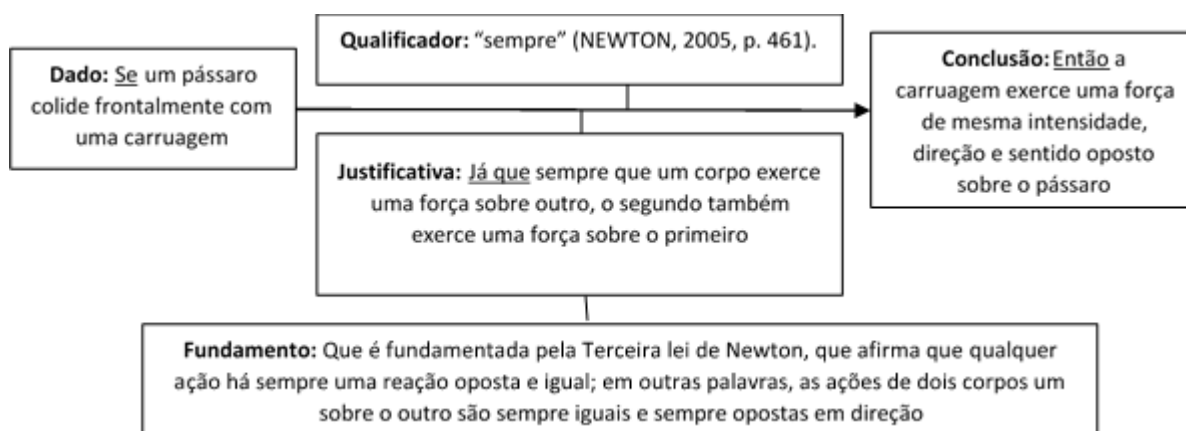 Qualificador: “sempre” (NEWTON, 2005, p. 461).
Dado: Se um pássaro
colide frontalmente com
uma carruagem
Conclusão: Então a
carruagem exerce uma força
de mesma intensidade,
direção e sentido oposto
sobre o pássaro
Justificativa: Já que sempre que um corpo exerce
uma força sobre outro, o segundo também
exerce uma força sobre o primeiro
Fundamento: Que é fundamentada pela Terceira lei de Newton, que afirma que qualquer
ação há sempre uma reação oposta e igual; em outras palavras, as ações de dois corpos um
sobre o outro são sempre iguais e sempre opostas em direção